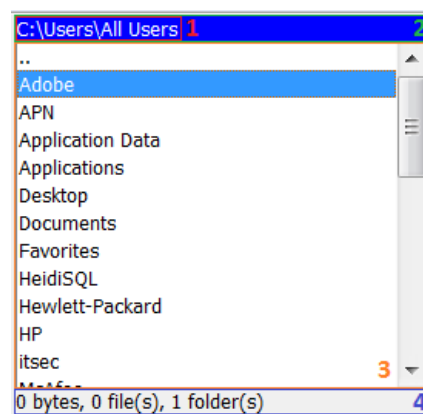 C:\Users\All Users 1 2
..
Adobe
APN
Application Data
Applications
Desktop
Documents
Favorites
HeidiSQL
Hewlett-Packard
HP
itsec 3
0 bytes, 0 file(s), 1 folder(s) 4